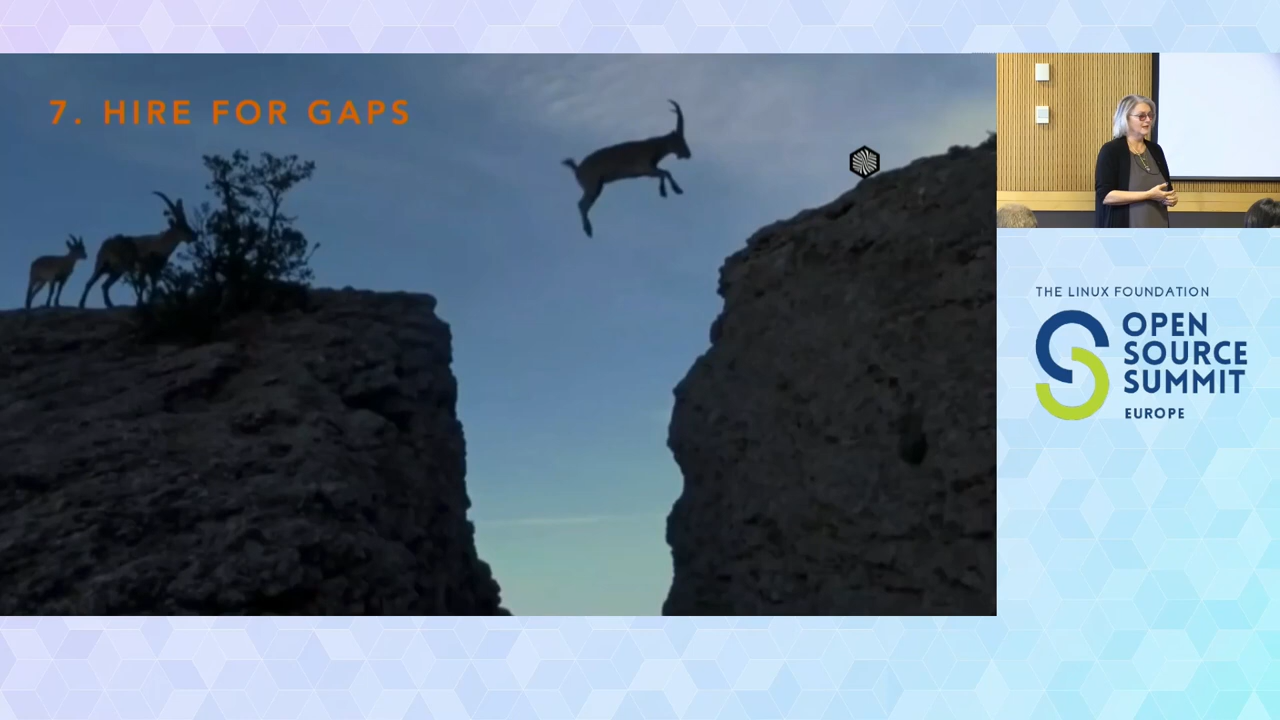 7. HIRE FOR GAPS
THE LINUX FOUNDATION
OPEN
SOURCE
SUMMIT
EUROPE